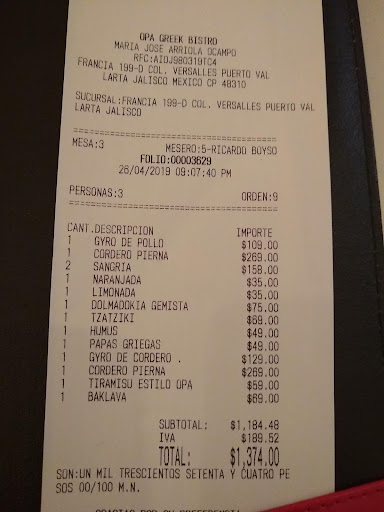 OPA GREEK BISTRO
MARIA JOSE ARRIOLA OCAMPO
RFC:AIOJ980319TC4
FRANCIA 199-D COL. VERSALLES PUERTO VAL
LARTA JALISCO MEXICO CP 48310
SUCURSAL:FRANCIA 199-D COL. VERSALLES PUERTO VAL
LARTA JALISCO
MESA:3 MESERO:5-RICARDO BOYSO
FOLIO:00003629
26/04/2019 09:07:40 PM
PERSONAS:3 ORDEN:9
CANT.DESCRIPCION IMPORTE
1 GYRO DE POLLO $109.00
1 CORDERO PIERNA $269.00
2 SANGRIA $158.00
1 NARANJADA $35.00
1 LIMONADA $35.00
1 DOLMADOKIA GEMISTA $75.00
1 TZATZIKI $69.00
1 HUMUS $49.00
1 PAPAS GRIEGAS $49.00
1 GYRO DE CORDERO . $129.00
1 CORDERO PIERNA $269.00
1 TIRAMISU ESTILO OPA $59.00
1 BAKLAVA $69.00
SUBTOTAL: $1,184.48
IVA $189.52
TOTAL: $1,374.00
SON:UN MIL TRESCIENTOS SETENTA Y CUATRO PE
SOS 00/100 M.N.